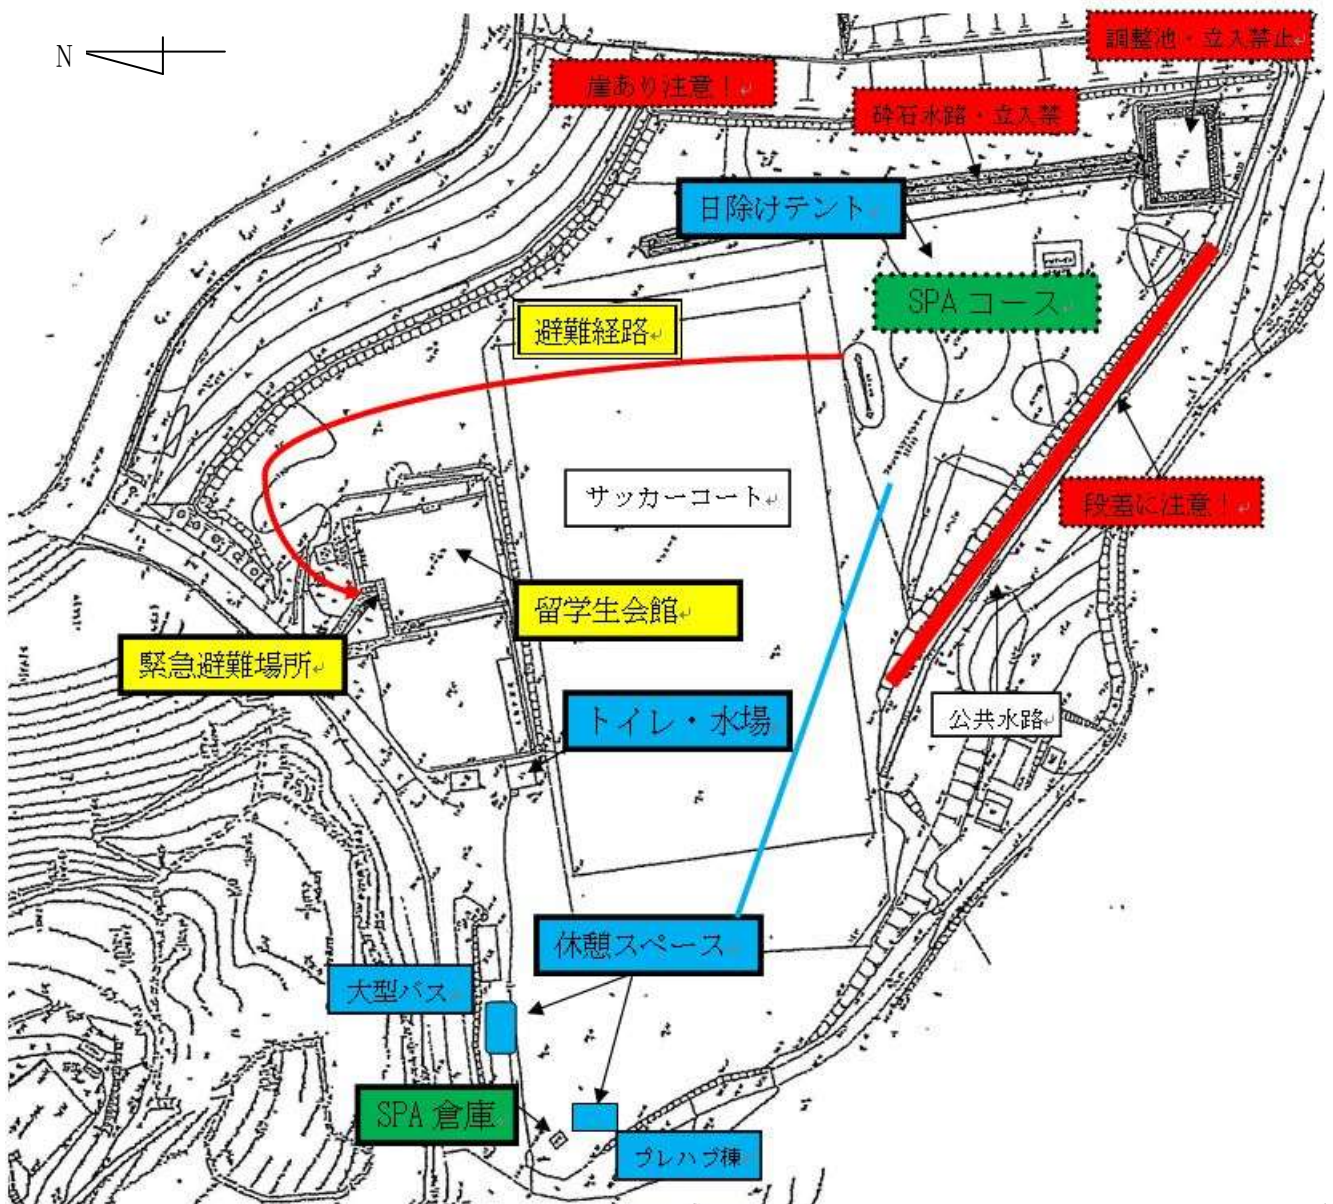 N
調整池・立入禁止
崖あり注意！
砕石水路・立入禁
日除けテント
SPA コース
避難経路
サッカーコート
段差に注意！
留学生会館
緊急避難場所
トイレ・水場
公共水路
休憩スペース
大型バス
SPA 倉庫
プレハブ棟